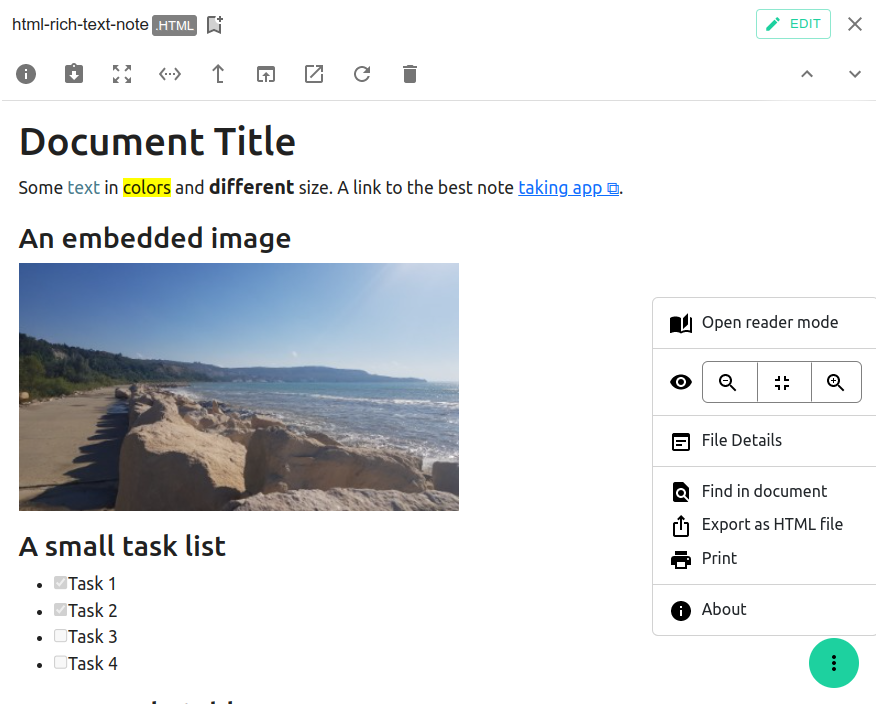 html-rich-text-note .HTML
EDIT
Document Title
Some text in colors and different size. A link to the best note taking app.
An embedded image
Open reader mode
File Details
Find in document
Export as HTML file
Print
About
A small task list
Task 1
Task 2
Task 3
Task 4